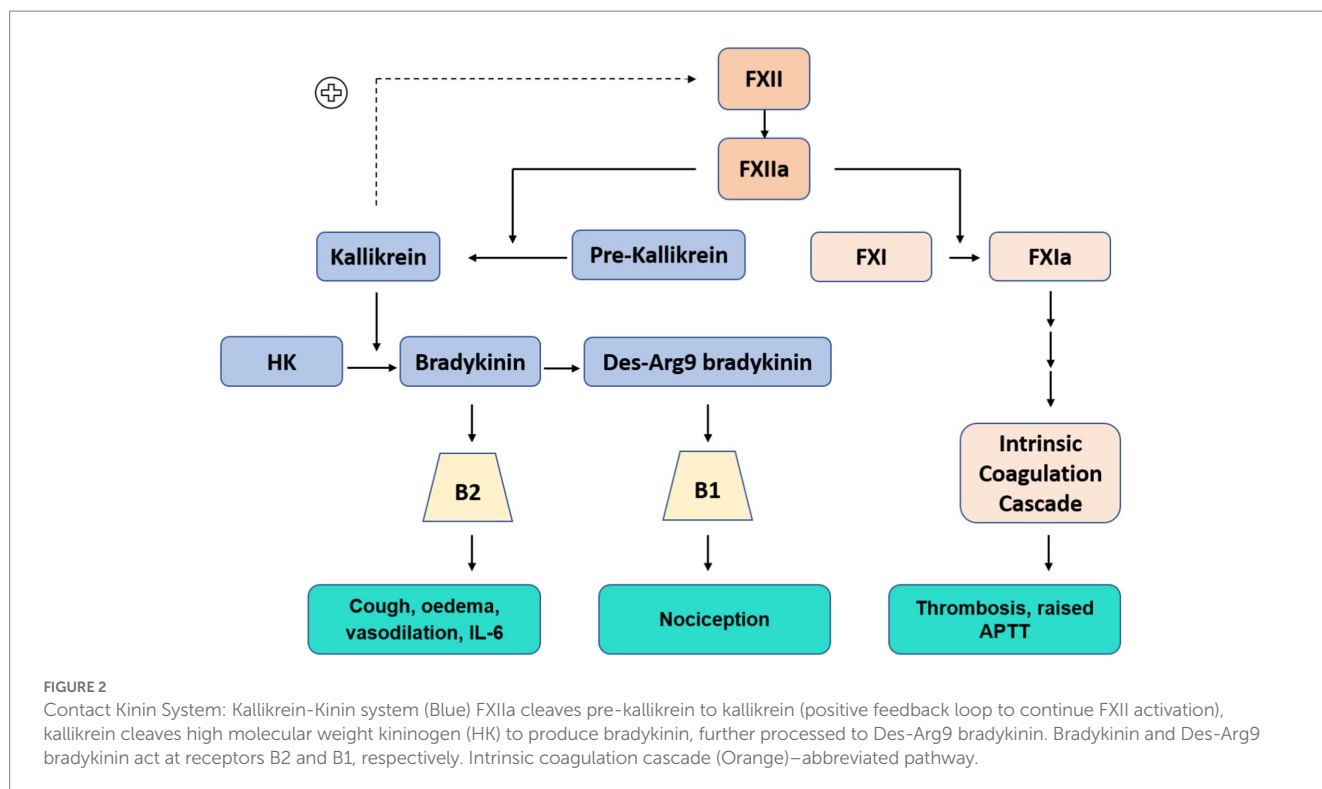 FXII
FXIIa
Kallikrein
Pre-Kallikrein
FXI
FXIa
HK
Bradykinin
Des-Arg9 bradykinin
B2
B1
Intrinsic
Coagulation
Cascade
Cough, oedema,
vasodilation, IL-6
Nociception
Thrombosis, raised
APTT
FIGURE 2
Contact Kinin System: Kallikrein-Kinin system (Blue) FXIIa cleaves pre-kallikrein to kallikrein (positive feedback loop to continue FXII activation),
kallikrein cleaves high molecular weight kininogen (HK) to produce bradykinin, further processed to Des-Arg9 bradykinin. Bradykinin and Des-Arg9
bradykinin act at receptors B2 and B1, respectively. Intrinsic coagulation cascade (Orange)–abbreviated pathway.